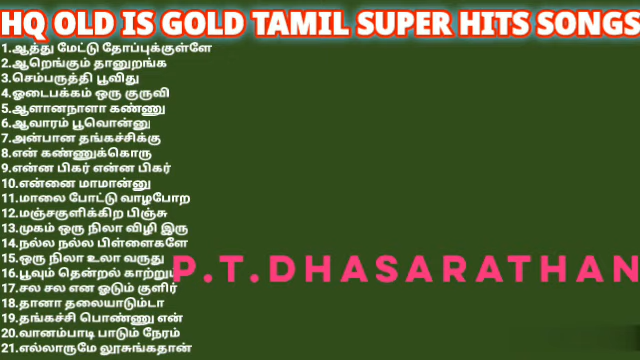 HQ OLD IS GOLD TAMIL SUPER HITS SONGS
1.ஆத்து மேட்டு தோப்புக்குள்ளே
2.ஆறெங்கும் தானுறங்க
3.செம்பருத்தி பூவிது
4.ஓடைபக்கம் ஒரு குருவி
5.ஆளானநாளா கண்ணு
6.ஆவாரம் பூவொன்னு
7.அன்பான தங்கச்சிக்கு
8.என் கண்ணுக்கொரு
9.என்ன பிகர் என்ன பிகர்
10.என்னை மாமான்னு
11.மாலை போட்டு வாழபோற
12.மஞ்சகுளிக்கிற பிஞ்சு
13.முகம் ஒரு நிலா விழி இரு
14.நல்ல நல்ல பிள்ளைகளே
15.ஒரு நிலா உலா வருது
16.பூவும் தென்றல் காற்றும்
17.சல சல என ஓடும் குளிர்
18.தானா தலையாடும்டா
19.தங்கச்சி பொண்ணு என்
20.வானம்பாடி பாடும் நேரம்
21.எல்லாருமே லூசுங்கதான்
P.T.DHASARATHAN